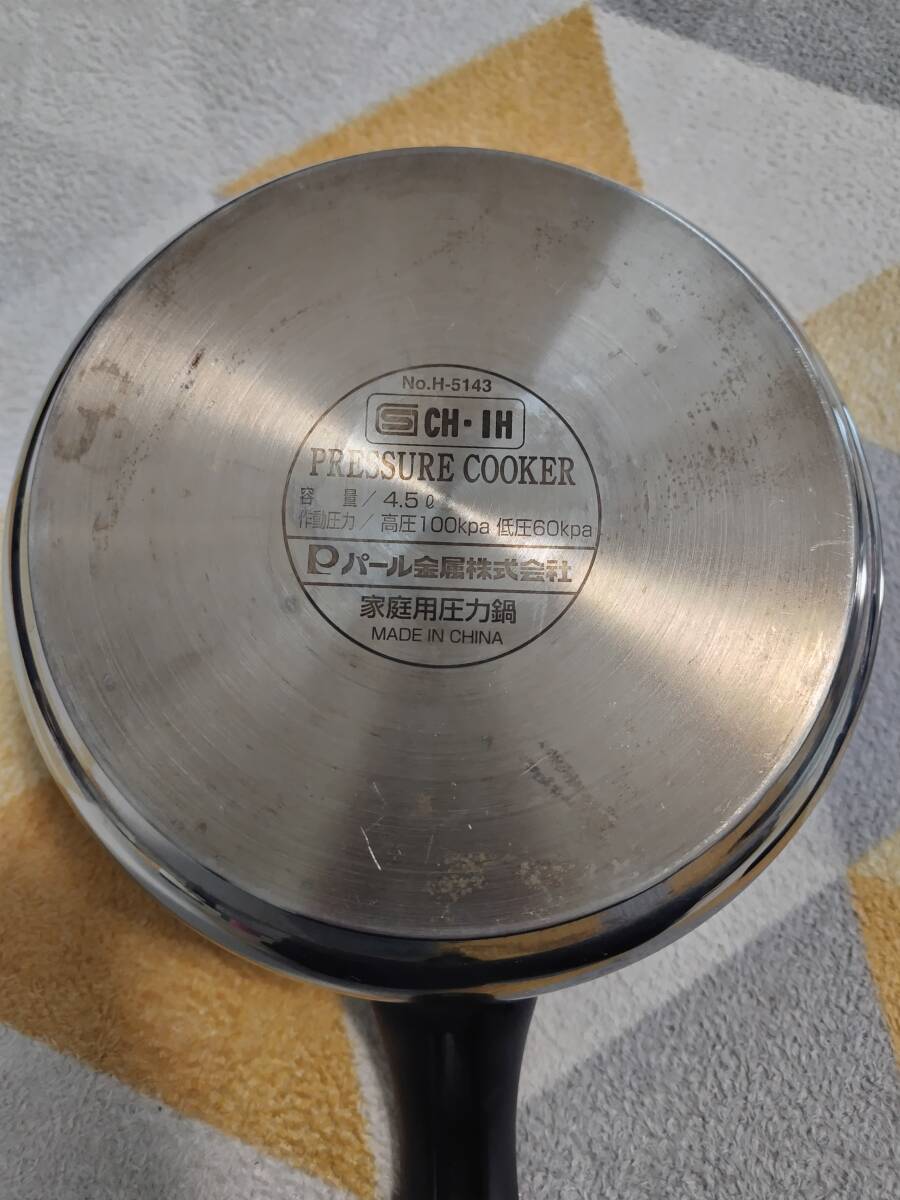 No.H-5143
SG CH・IH
PRESSURE COOKER
容 量/4.5ℓ
作動圧力/高圧100kpa 低圧60kpa
パール金属株式会社
家庭用圧力鍋
MADE IN CHINA